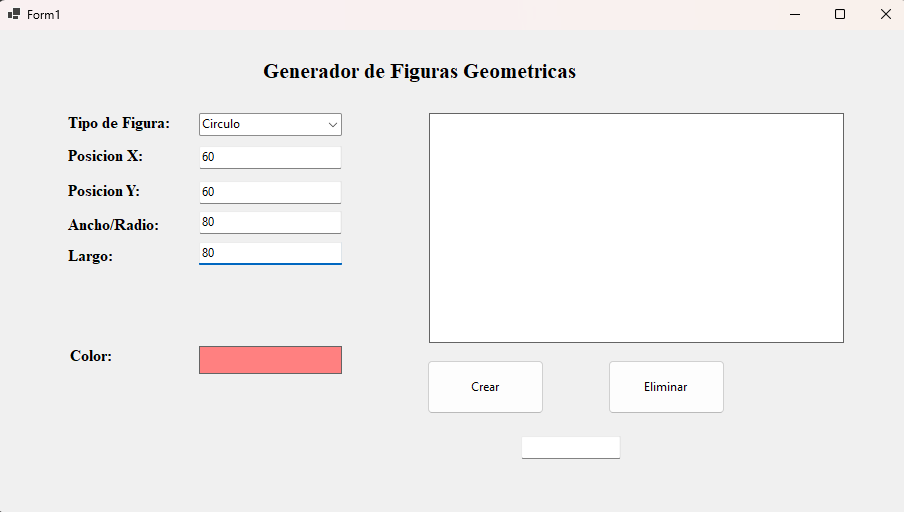 Form1
Generador de Figuras Geometricas
Tipo de Figura: Circulo
Posicion X: 60
Posicion Y: 60
Ancho/Radio: 80
Largo: 80
Color:
Crear Eliminar